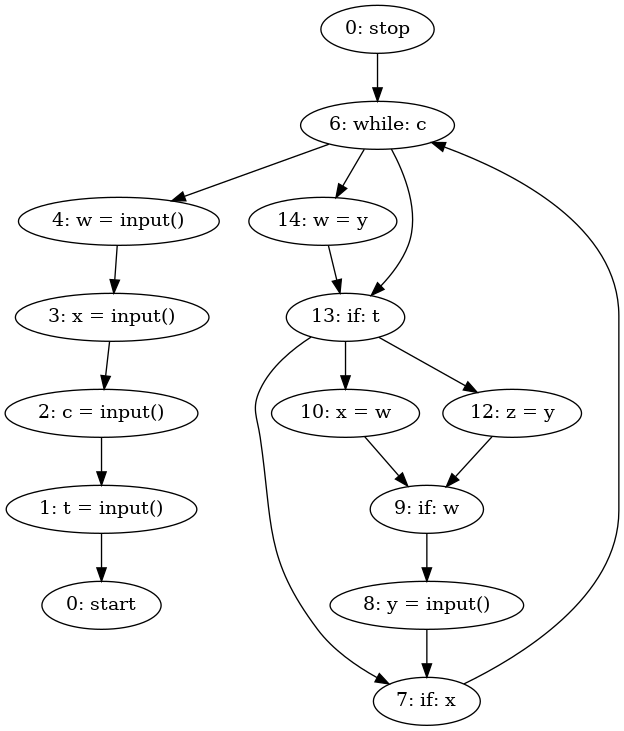 0: stop
6: while: c
4: w = input()
14: w = y
3: x = input()
13: if: t
2: c = input()
10: x = w
12: z = y
1: t = input()
9: if: w
0: start
8: y = input()
7: if: x